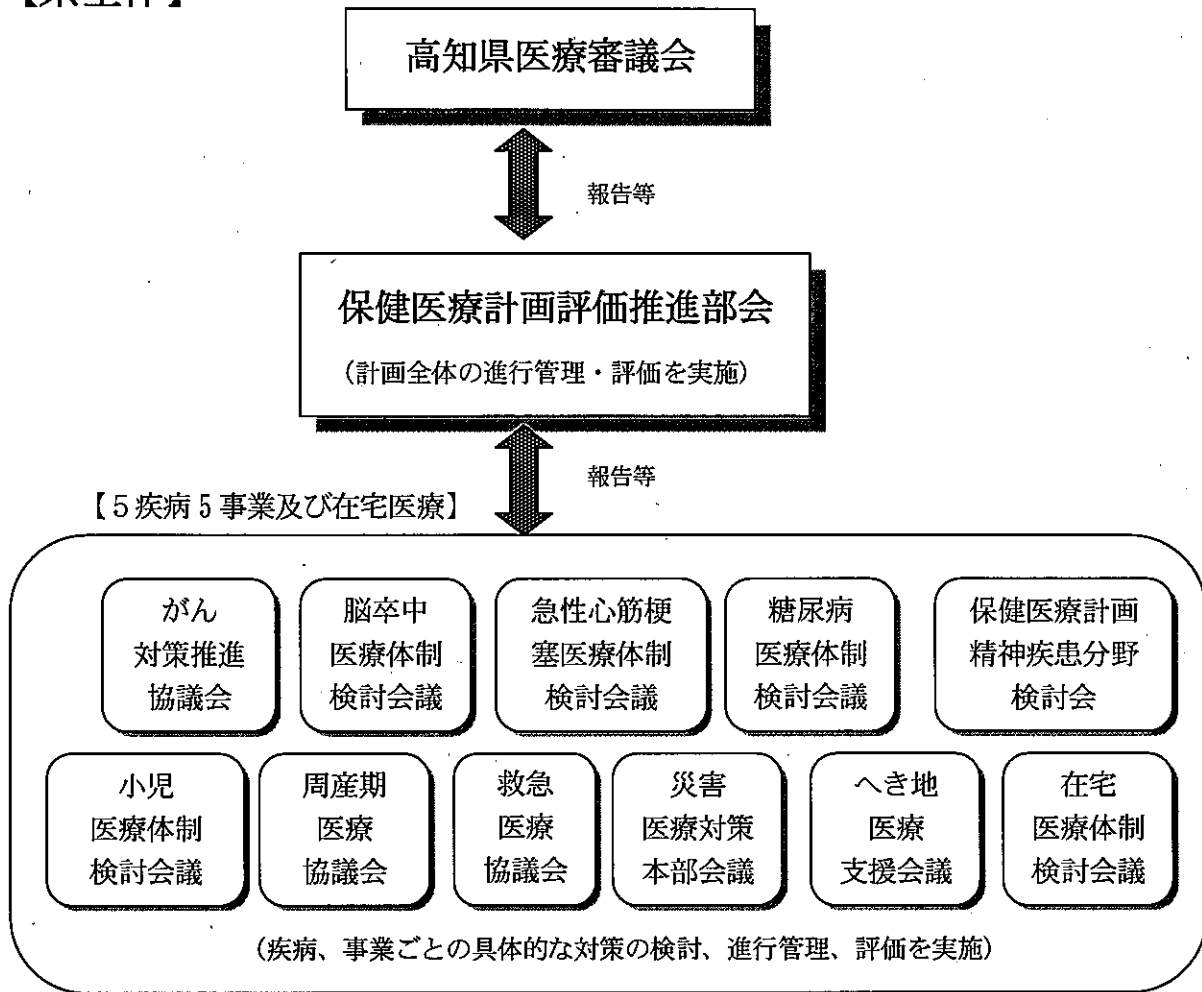 高知県医療審議会
報告等
保健医療計画評価推進部会
(計画全体の進行管理・評価を実施)
報告等
【5疾病5事業及び在宅医療】
がん
対策推進
協議会
脳卒中
医療体制
検討会議
急性心筋梗
塞医療体制
検討会議
糖尿病
医療体制
検討会議
保健医療計画
精神疾患分野
検討会
小児
医療体制
検討会議
周産期
医療
協議会
救急
医療
協議会
災害
医療対策
本部会議
へき地
医療
支援会議
在宅
医療体制
検討会議
(疾病、事業ごとの具体的な対策の検討、進行管理、評価を実施)